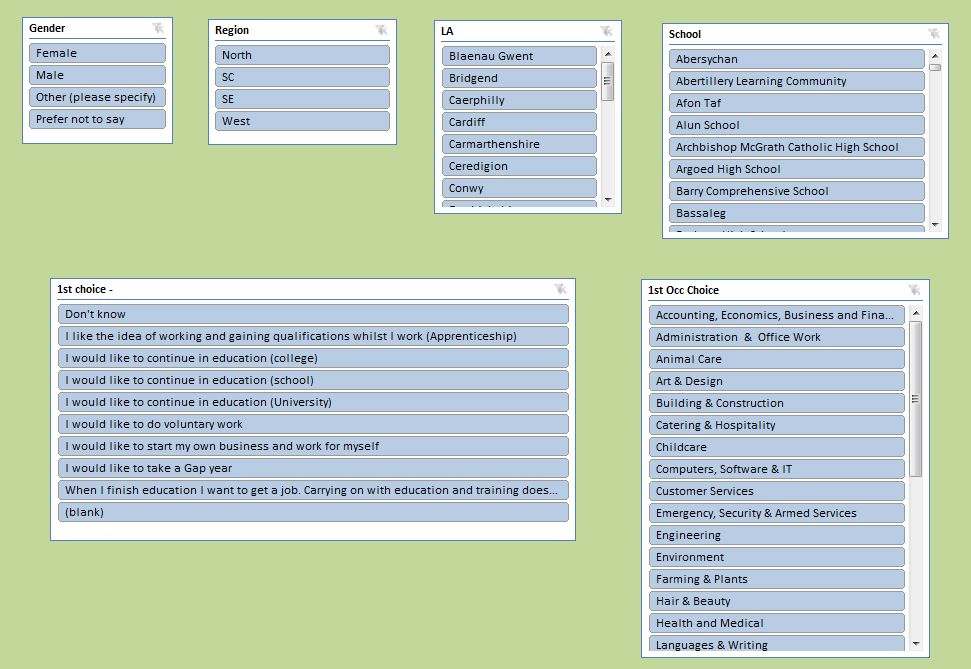 Gender
Female
Male
Other (please specify)
Prefer not to say
Region
North
SC
SE
West
LA
Blaenau Gwent
Bridgend
Caerphilly
Cardiff
Carmarthenshire
Ceredigion
Conwy
School
Abersychan
Abertillery Learning Community
Afon Taf
Alun School
Archbishop McGrath Catholic High School
Argoed High School
Barry Comprehensive School
Bassaleg
1st choice -
Don't know
I like the idea of working and gaining qualifications whilst I work (Apprenticeship)
I would like to continue in education (college)
I would like to continue in education (school)
I would like to continue in education (University)
I would like to do voluntary work
I would like to start my own business and work for myself
I would like to take a Gap year
When I finish education I want to get a job. Carrying on with education and training does...
(blank)
1st Occ Choice
Accounting, Economics, Business and Fina...
Administration & Office Work
Animal Care
Art & Design
Building & Construction
Catering & Hospitality
Childcare
Computers, Software & IT
Customer Services
Emergency, Security & Armed Services
Engineering
Environment
Farming & Plants
Hair & Beauty
Health and Medical
Languages & Writing